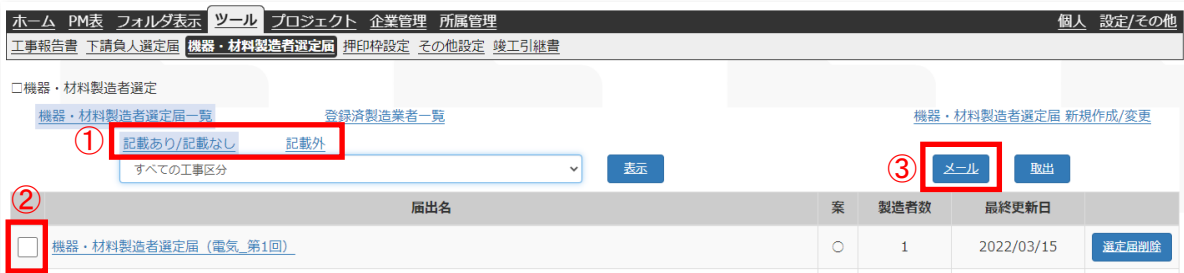 ホーム PM表 フォルダ表示 ツール プロジェクト 企業管理 所属管理 個人 設定/その他
工事報告書 下請負人選定届 機器・材料製造者選定届 押印枠設定 その他設定 竣工引継書
□機器・材料製造者選定
機器・材料製造者選定届一覧 登録済製造業者一覧 機器・材料製造者選定届 新規作成/変更
① 記載あり/記載なし 記載外
すべての工事区分 表示 ③ メール 取出
② 届出名 案 製造者数 最終更新日
機器・材料製造者選定届（電気_第1回） ○ 1 2022/03/15 選定届削除